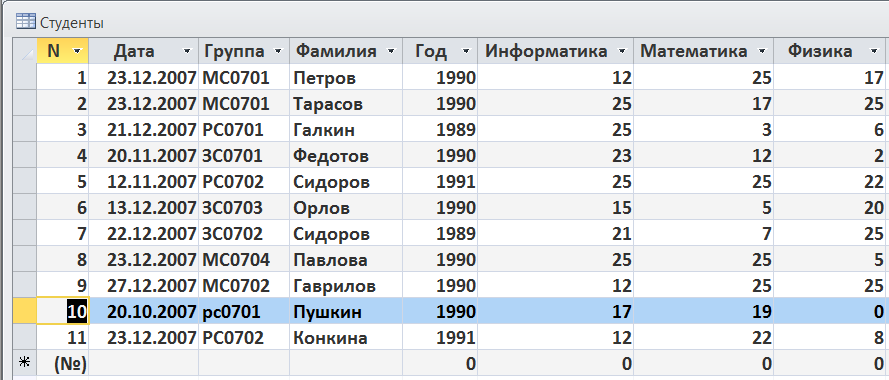 Студенты
N Дата Группа Фамилия Год Информатика Математика Физика
1 23.12.2007 МС0701 Петров 1990 12 25 17
2 23.12.2007 МС0701 Тарасов 1990 25 17 25
3 21.12.2007 РС0701 Галкин 1989 25 3 6
4 20.11.2007 ЗС0701 Федотов 1990 23 12 2
5 12.11.2007 РС0702 Сидоров 1991 25 25 22
6 13.12.2007 ЗС0703 Орлов 1990 15 5 20
7 22.12.2007 ЗС0702 Сидоров 1989 21 7 25
8 23.12.2007 МС0704 Павлова 1990 25 25 5
9 27.12.2007 МС0702 Гаврилов 1990 12 25 25
10 20.10.2007 рс0701 Пушкин 1990 17 19 0
11 23.12.2007 РС0702 Конкина 1991 12 22 8
(№) 0 0 0 0